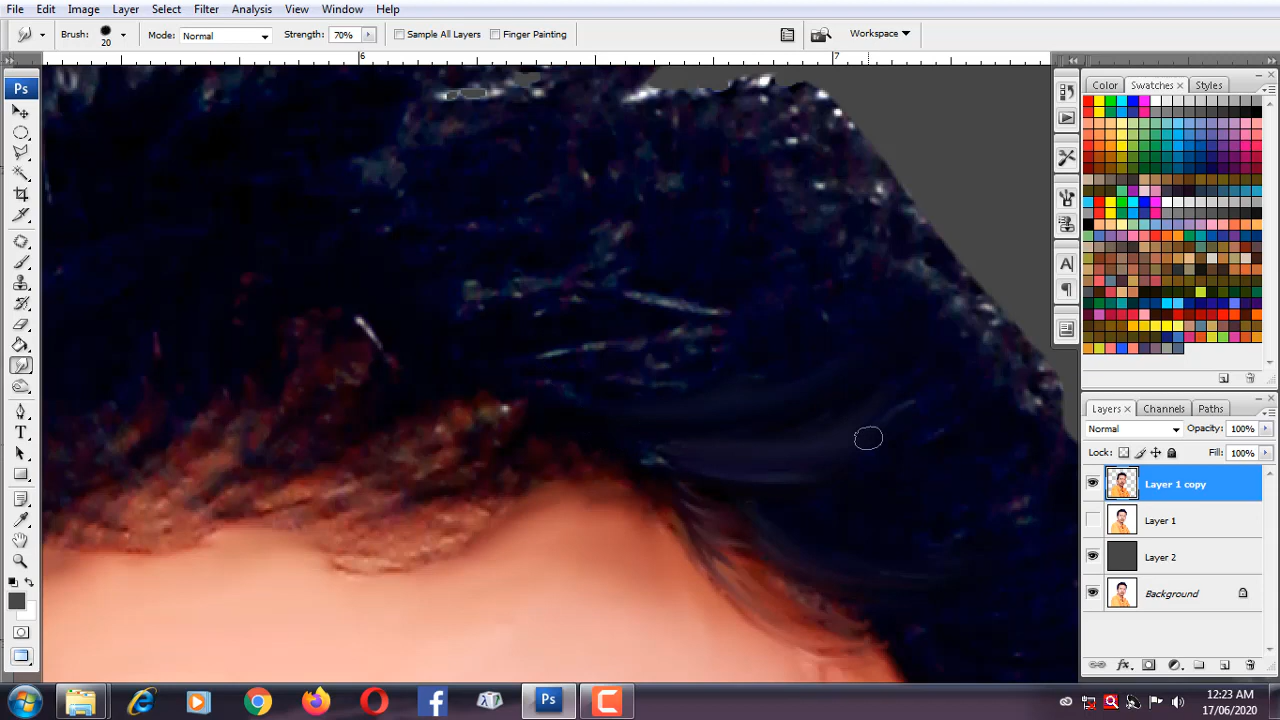 File Edit Image Layer Select Filter Analysis View Window Help
Brush: 20 Mode: Normal Strength: 70% Sample All Layers Finger Painting Workspace
6 7
Ps
Color Swatches × Styles
A
T
Layers × Channels Paths
Normal Opacity: 100%
Lock: Fill: 100%
Layer 1 copy
Layer 1
Layer 2
Background
Ps
12:23 AM
17/06/2020